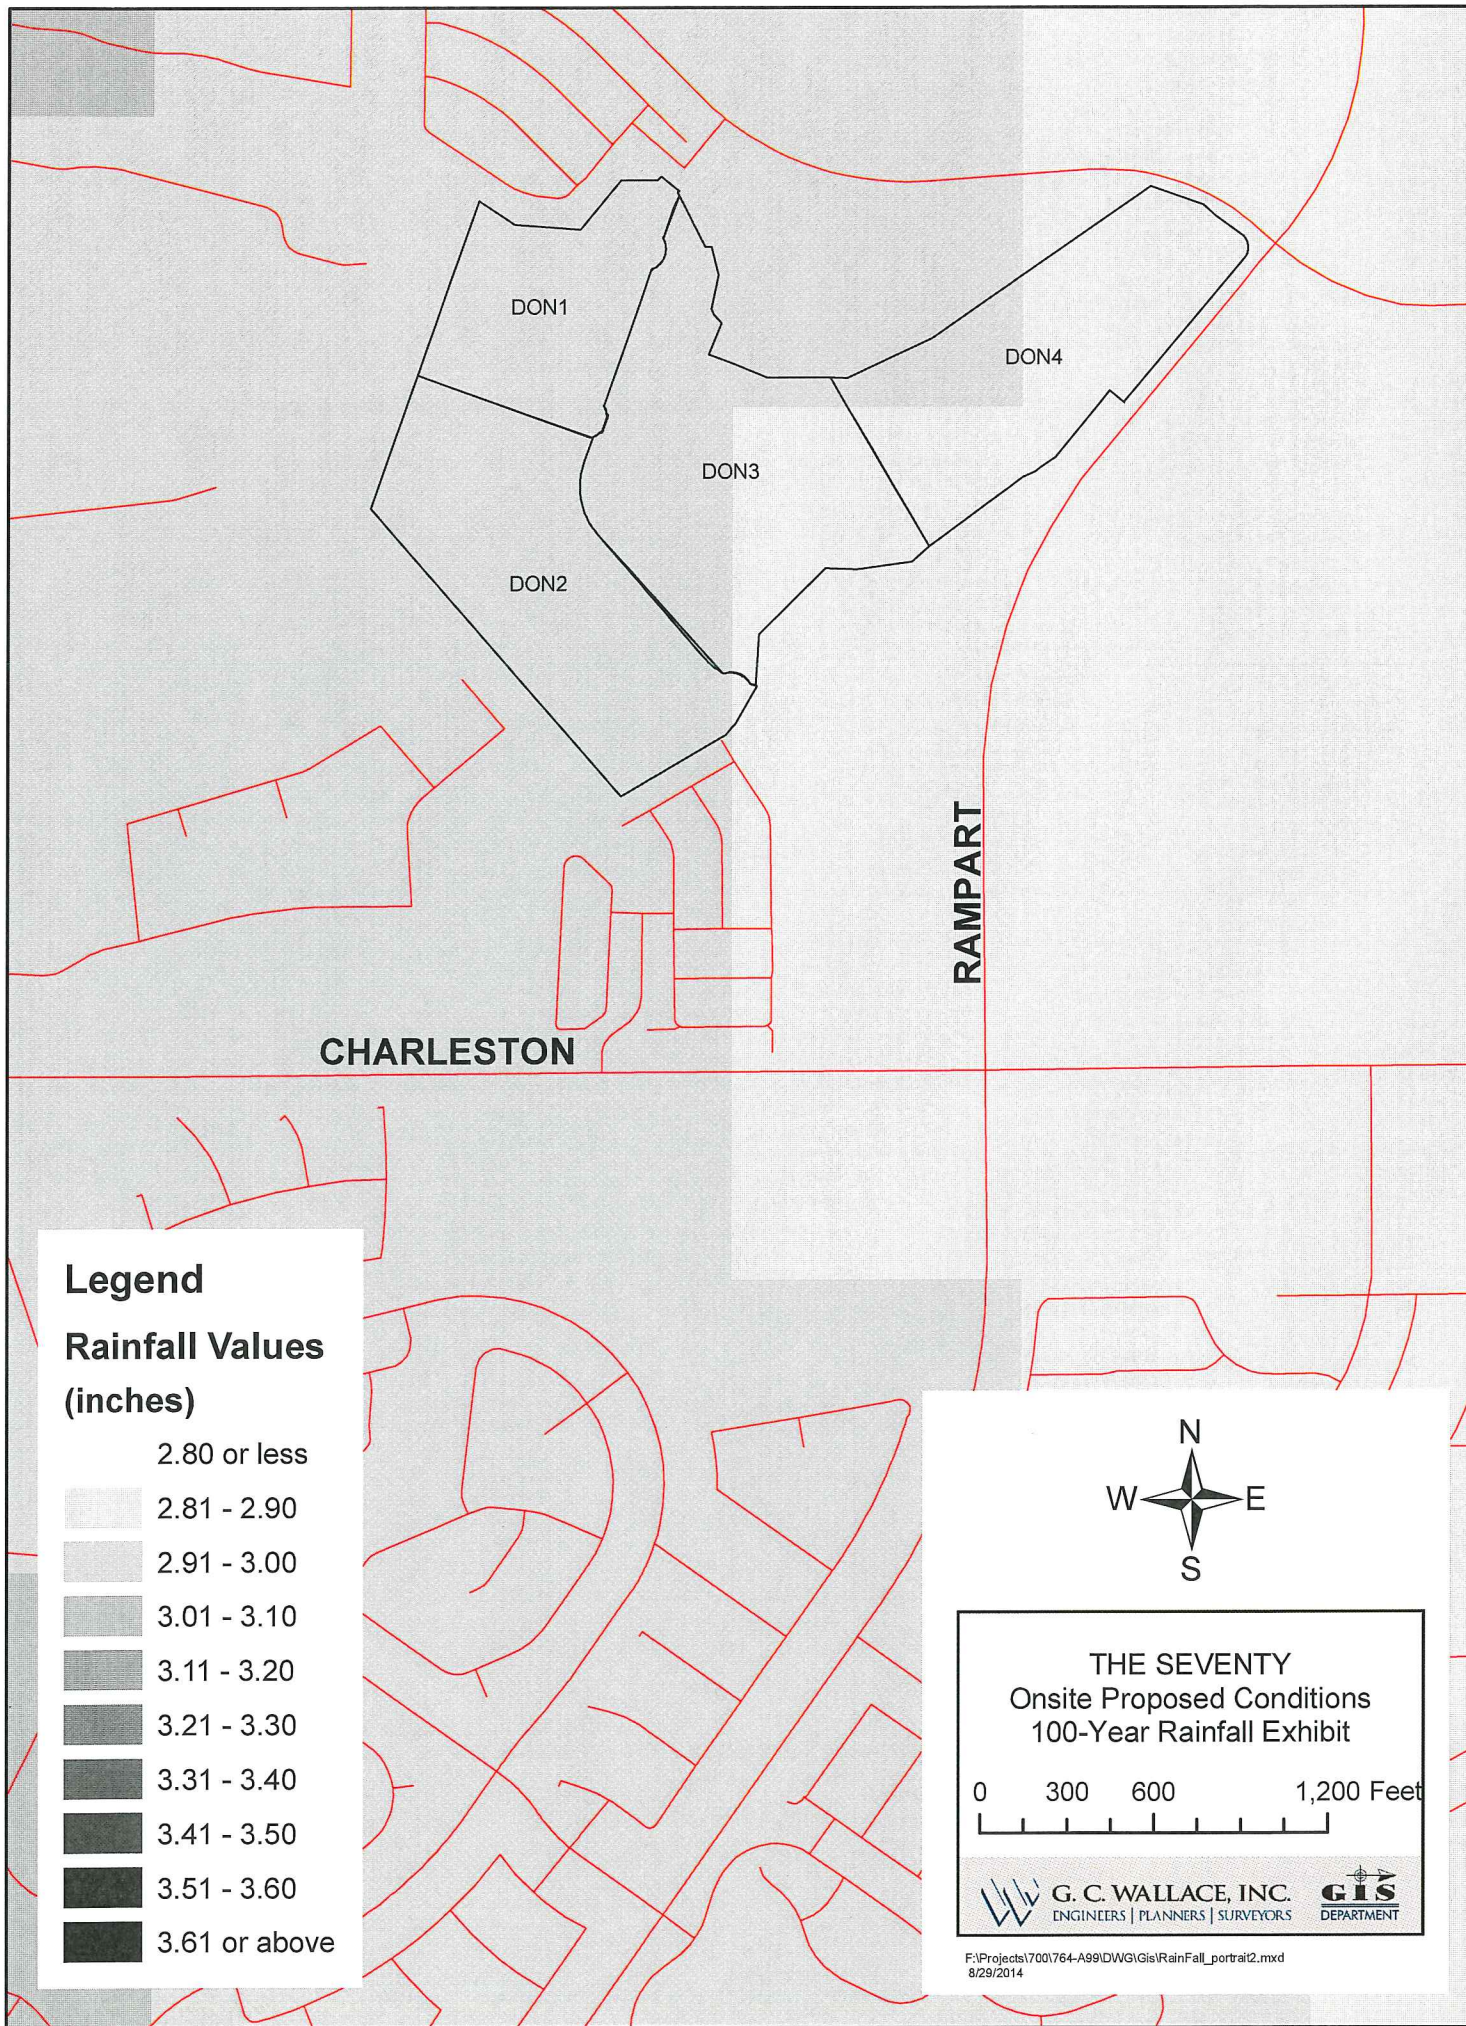 DON1
DON4
DON3
DON2
RAMPART
CHARLESTON
Legend
Rainfall Values
(inches)
2.80 or less
2.81 - 2.90
2.91 - 3.00
3.01 - 3.10
3.11 - 3.20
3.21 - 3.30
3.31 - 3.40
3.41 - 3.50
3.51 - 3.60
3.61 or above
N
W E
S
THE SEVENTY
Onsite Proposed Conditions
100-Year Rainfall Exhibit
0 300 600 1,200 Feet
G. C. WALLACE, INC.
ENGINEERS | PLANNERS | SURVEYORS
GIS
DEPARTMENT
F:\Projects\700\764-A99\DWG\Gis\RainFall_portrait2.mxd
8/29/2014